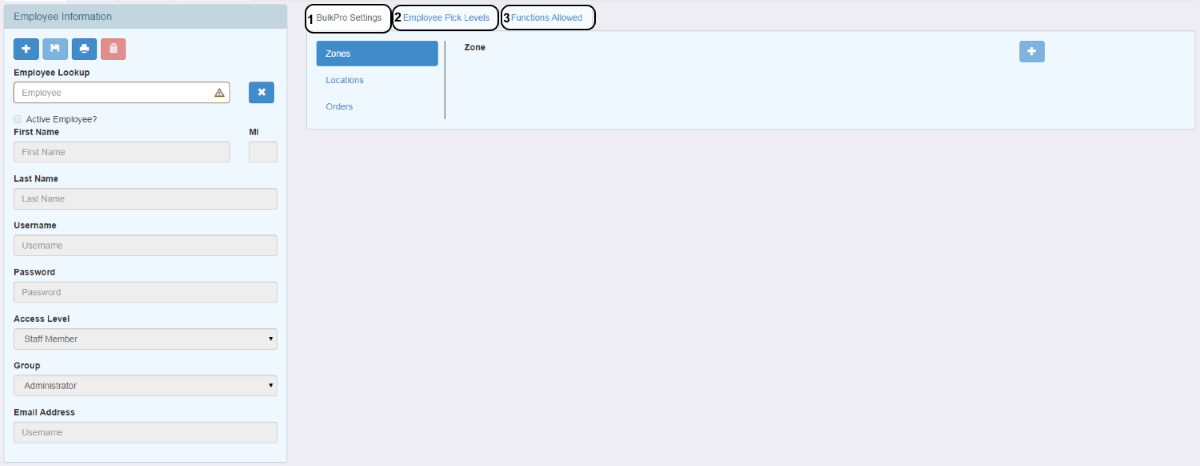 Employee Information
Employee Lookup
Employee
Active Employee?
First Name MI
First Name
Last Name
Last Name
Username
Username
Password
Password
Access Level
Staff Member
Group
Administrator
Email Address
Username
1 BulkPro Settings 2 Employee Pick Levels 3 Functions Allowed
Zones
Locations
Orders
Zone